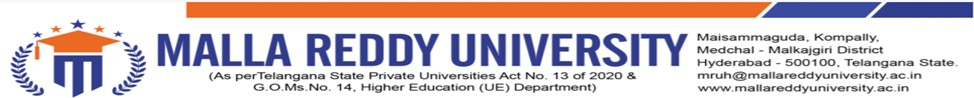 MALLA REDDY UNIVERSITY
(As perTelangana State Private Universities Act No. 13 of 2020 &
G.O.Ms.No. 14, Higher Education (UE) Department)
Maisammaguda, Kompally,
Medchal - Malkajgiri District
Hyderabad - 500100, Telangana State.
mruh@mallareddyuniversity.ac.in
www.mallareddyuniversity.ac.in